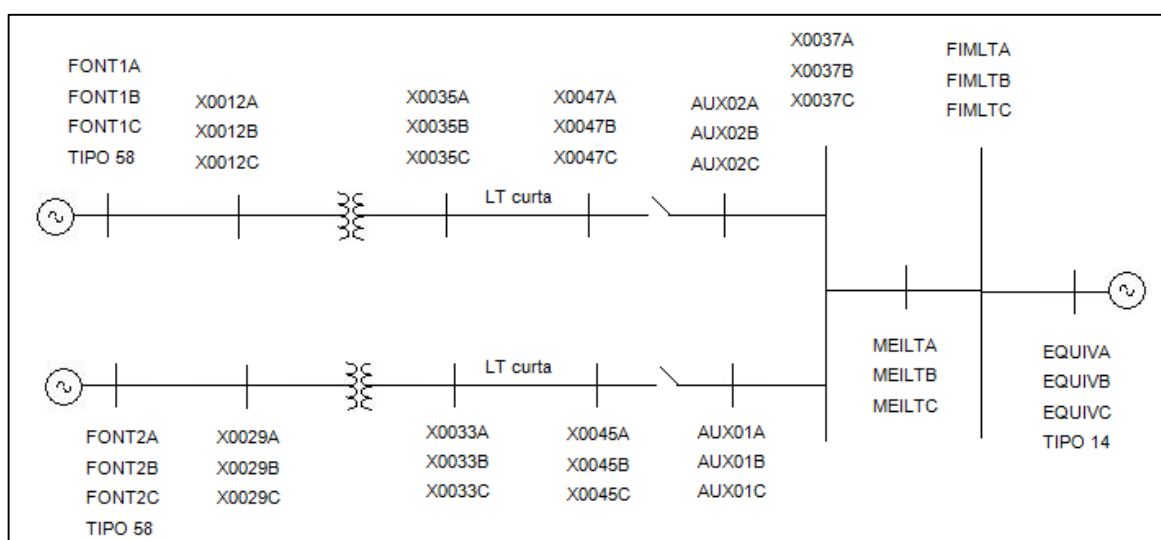 FONT1A
FONT1B
FONT1C
TIPO 58
X0012A
X0012B
X0012C
X0035A
X0035B
X0035C
X0047A
X0047B
X0047C
AUX02A
AUX02B
AUX02C
X0037A
X0037B
X0037C
FIMLTA
FIMLTB
FIMLTC
LT curta
MEILTA
MEILTB
MEILTC
EQUIVA
EQUIVB
EQUIVC
TIPO 14
LT curta
FONT2A
FONT2B
FONT2C
TIPO 58
X0029A
X0029B
X0029C
X0033A
X0033B
X0033C
X0045A
X0045B
X0045C
AUX01A
AUX01B
AUX01C